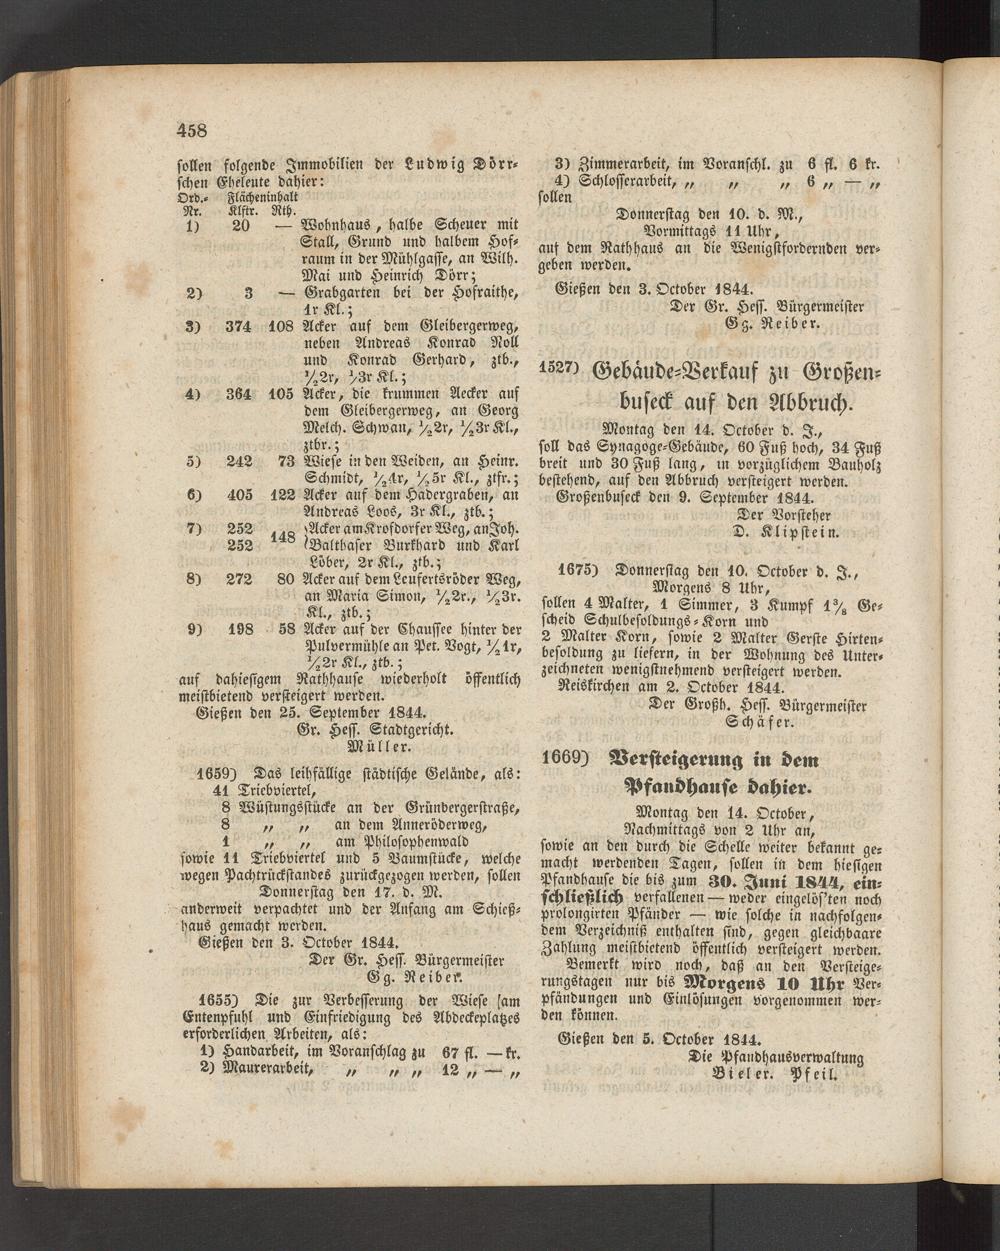 458
sollen folgende Immobilien der Ludwig Dörr-
schen Eheleute dahier:
Ord.- Flächeninhalt
Nr. Klftr. Rth.
1) 20 — Wohnhaus, halbe Scheuer mit
Stall, Grund und halbem Hof-
raum in der Mühlgasse, an Wilh.
Mai und Heinrich Dörr;
2) 3 — Grabgarten bei der Hofraithe,
1r Kl.;
3) 374 108 Acker auf dem Gleibergerweg,
neben Andreas Konrad Noll
und Konrad Gerhard, ztb.,
1/2 2r, 1/2 3r Kl.;
4) 364 105 Acker, die krummen Aecker auf
dem Gleibergerweg, an Georg
Melch. Schwan, 1/2 2r, 1/2 3r Kl.,
ztbr.;
5) 242 73 Wiese in den Weiden, an Heinr.
Schmidt, 1/2 4r, 1/2 5r Kl., ztfr.;
6) 405 122 Acker auf dem Hadergraben, an
Andreas Loos, 3r Kl., ztb.;
7) 252 Acker am Krofdorfer Weg, an Joh.
252 148 Balthaser Burkhard und Karl
Löber, 2r Kl., ztb.;
8) 272 80 Acker auf dem Leufertsröder Weg,
an Maria Simon, 1/2 2r., 1/2 3r.
Kl., ztb.;
9) 198 58 Acker auf der Chaussee hinter der
Pulvermühle an Pet. Vogt, 1/2 1r,
1/2 2r Kl., ztb.;
auf dahiesigem Rathhause wiederholt öffentlich
meistbietend versteigert werden.
Gießen den 25. September 1844.
Gr. Hess. Stadtgericht.
Müller.
1659) Das leihfällige städtische Gelände, als:
41 Triebviertel,
8 Wüstungsstücke an der Gründergerstraße,
8 „ „ an dem Anneröderweg,
1 „ „ am Philosophenwald
sowie 11 Triebviertel und 5 Baumstücke, welche
wegen Pachtrückstandes zurückgezogen werden, sollen
Donnerstag den 17. d. M.
anderweit verpachtet und der Anfang am Schieß-
haus gemacht werden.
Gießen den 3. October 1844.
Der Gr. Hess. Bürgermeister
Gg. Reiber.
1655) Die zur Verbesserung der Wiese am
Entenpfuhl und Einfriedigung des Abdeckeplatzes
erforderlichen Arbeiten, als:
1) Handarbeit, im Voranschlag zu 67 fl. — kr.
2) Maurerarbeit, „ „ „ 12 „ — „
3) Zimmerarbeit, im Voranschl. zu 6 fl. 6 kr.
4) Schlosserarbeit, „ „ „ 6 „ — „
sollen
Donnerstag den 10. d. M.,
Vormittags 11 Uhr,
auf dem Rathhaus an die Wenigstfordernden ver-
geben werden.
Gießen den 3. October 1844.
Der Gr. Hess. Bürgermeister
Gg. Reiber.
1527) Gebäude-Verkauf zu Großen-
buseck auf den Abbruch.
Montag den 14. October d. J.,
soll das Synagoge-Gebäude, 60 Fuß hoch, 34 Fuß
breit und 30 Fuß lang, in vorzüglichem Bauholz
bestehend, auf den Abbruch versteigert werden.
Großenbuseck den 9. September 1844.
Der Vorsteher
D. Klipstein.
1675) Donnerstag den 10. October d. J.,
Morgens 8 Uhr,
sollen 4 Malter, 1 Simmer, 3 Kumpf 1 3/8 Ge-
scheid Schulbesoldungs-Korn und
2 Malter Korn, sowie 2 Malter Gerste Hirten-
besoldung zu liefern, in der Wohnung des Unter-
zeichneten wenigstnehmend versteigert werden.
Reiskirchen am 2. October 1844.
Der Großh. Hess. Bürgermeister
Schäfer.
1669) Versteigerung in dem
Pfandhause dahier.
Montag den 14. October,
Nachmittags von 2 Uhr an,
sowie an den durch die Schelle weiter bekannt ge-
macht werdenden Tagen, sollen in dem hiesigen
Pfandhause die bis zum 30. Juni 1844, ein-
schließlich verfallenen — weder eingelös'ten noch
prolongirten Pfänder — wie solche in nachfolgen-
dem Verzeichniß enthalten sind, gegen gleichbaare
Zahlung meistbietend öffentlich versteigert werden.
Bemerkt wird noch, daß an den Versteige-
rungstagen nur bis Morgens 10 Uhr Ver-
pfändungen und Einlösungen vorgenommen wer-
den können.
Gießen den 5. October 1844.
Die Pfandhausverwaltung
Bieler. Pfeil.